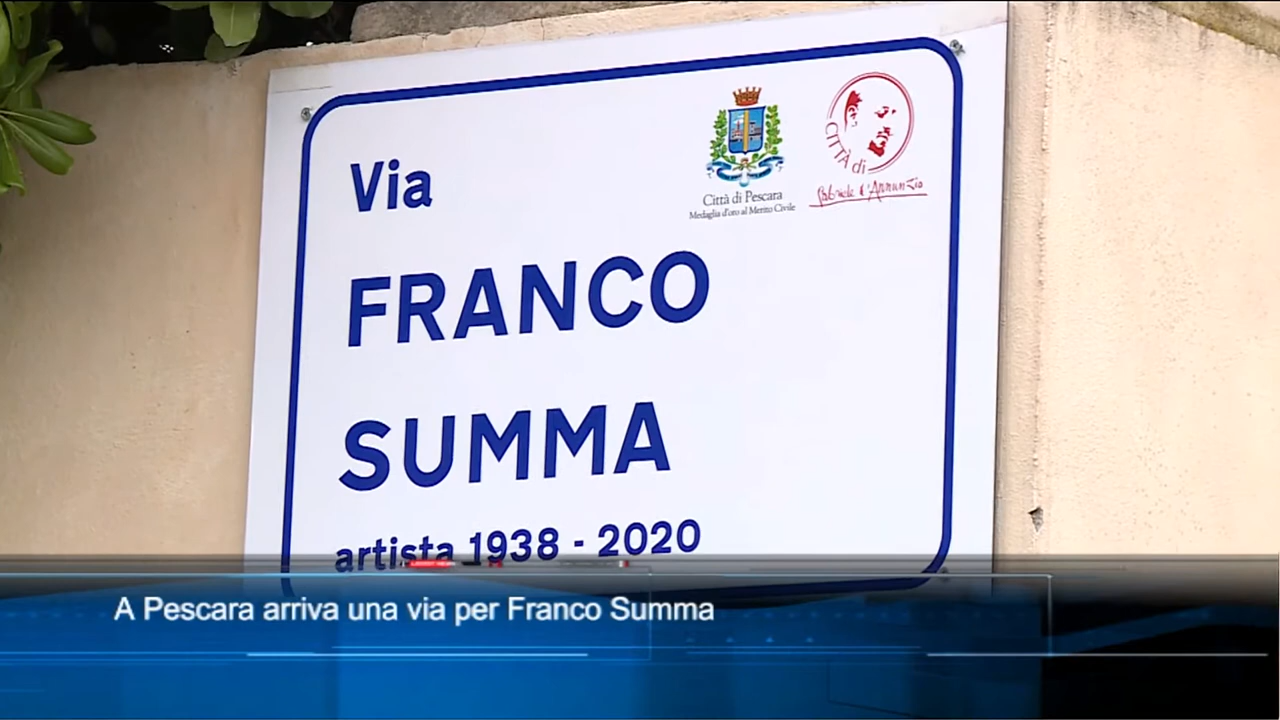 Via
FRANCO
SUMMA
artista 1938 - 2020
Città di Pescara
Medaglia d'oro al Merito Civile
CITTÀ di
Gabriele d'Annunzio
A Pescara arriva una via per Franco Summa